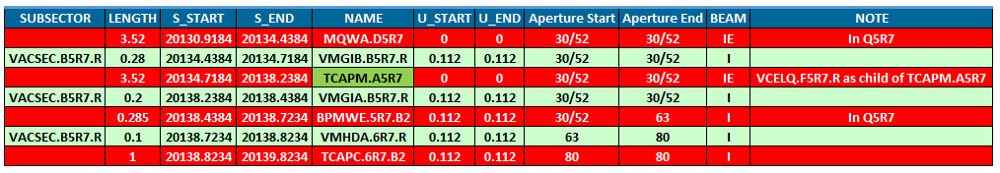 SUBSECTOR LENGTH S_START S_END NAME U_START U_END Aperture Start Aperture End BEAM NOTE
3.52 20130.9184 20134.4384 MQWA.D5R7 0 0 30/52 30/52 IE In Q5R7
VACSEC.B5R7.R 0.28 20134.4384 20134.7184 VMGIB.B5R7.R 0.112 0.112 30/52 30/52 I
3.52 20134.7184 20138.2384 TCAPM.A5R7 0 0 30/52 30/52 IE VCELQ.F5R7.R as child of TCAPM.A5R7
VACSEC.B5R7.R 0.2 20138.2384 20138.4384 VMGIA.B5R7.R 0.112 0.112 30/52 30/52 I
0.285 20138.4384 20138.7234 BPMWE.5R7.B2 0.112 0.112 30/52 63 I In Q5R7
VACSEC.B5R7.R 0.1 20138.7234 20138.8234 VMHDA.6R7.R 0.112 0.112 63 80 I
1 20138.8234 20139.8234 TCAPC.6R7.B2 0.112 0.112 80 80 I